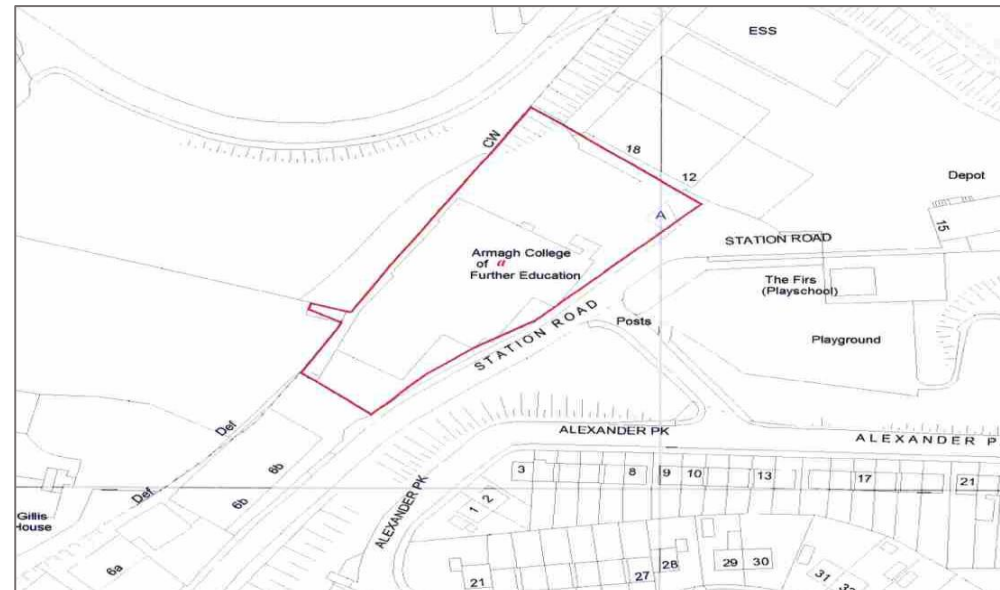 ESS
CW
18
12
Depot
A
15
STATION ROAD
Armagh College
of a
Further Education
The Firs
(Playschool)
STATION ROAD
Posts
Playground
Def
ALEXANDER PK
ALEXANDER P
6b
3
8
9
10
13
17
21
Def
6b
1
2
ALEXANDER PK
Gillis
House
6a
21
27
28
29
30
31